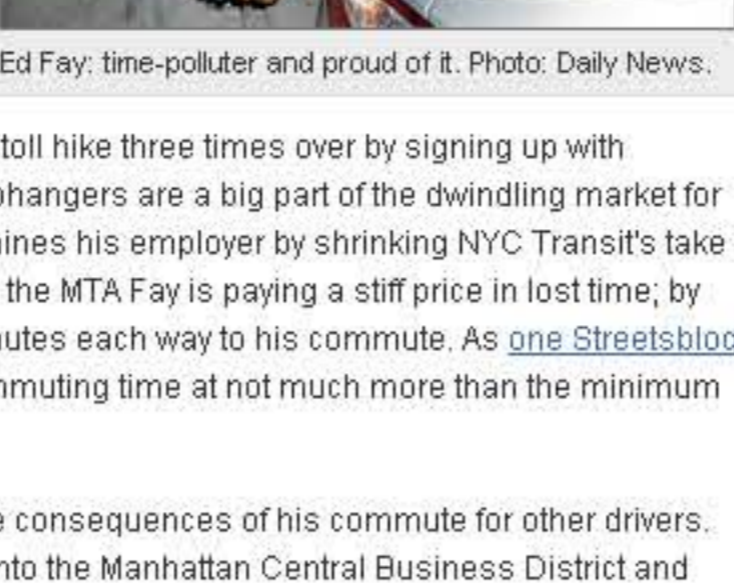 Ed Fay: time-polluter and proud of it. Photo: Daily News.
toll hike three times over by signing up with
phangers are a big part of the dwindling market for
ines his employer by shrinking NYC Transit's take
the MTA Fay is paying a stiff price in lost time; by
utes each way to his commute. As one Streetsbloc
mmuting time at not much more than the minimum
e consequences of his commute for other drivers.
nto the Manhattan Central Business District and